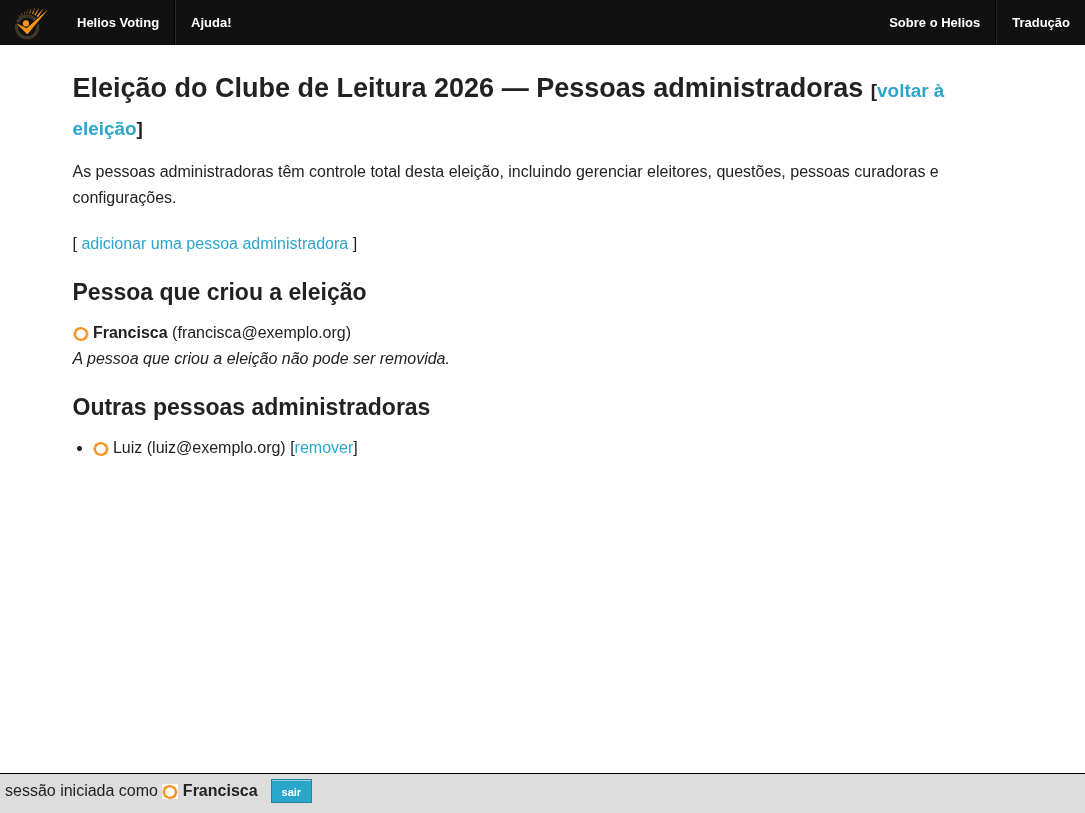 Helios Voting
Ajuda!
Sobre o Helios
Tradução
Eleição do Clube de Leitura 2026 — Pessoas administradoras [voltar à
eleição]
As pessoas administradoras têm controle total desta eleição, incluindo gerenciar eleitores, questões, pessoas curadoras e
configurações.
[ adicionar uma pessoa administradora ]
Pessoa que criou a eleição
Francisca (francisca@exemplo.org)
A pessoa que criou a eleição não pode ser removida.
Outras pessoas administradoras
Luiz (luiz@exemplo.org) [remover]
sessão iniciada como Francisca sair